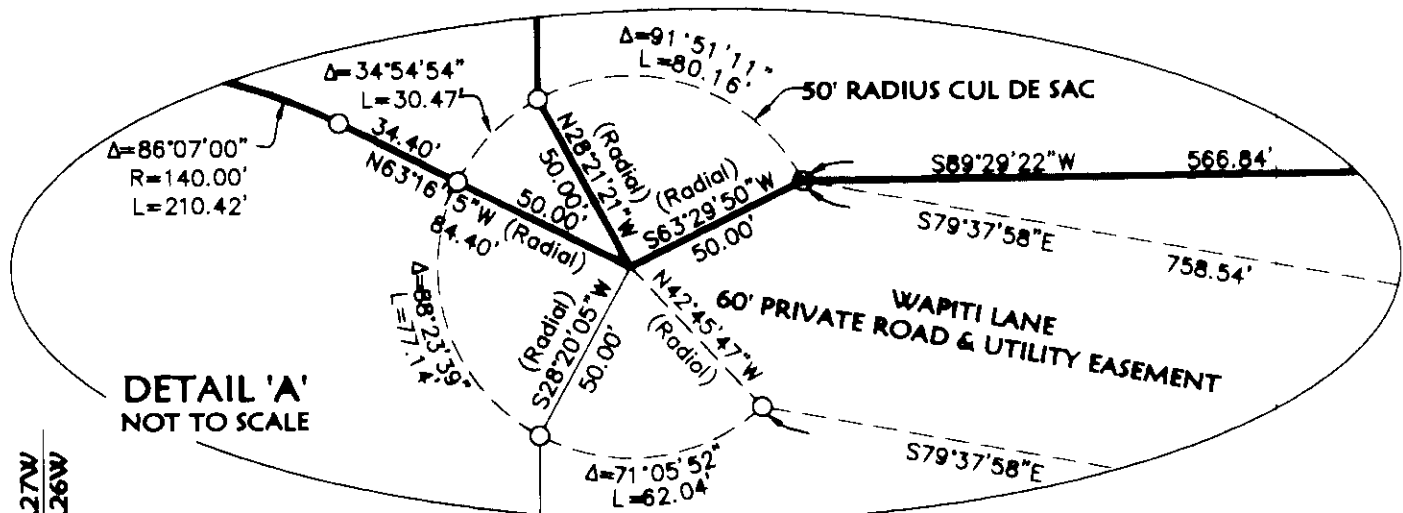 Δ=91°51'11"
L=80.16'
Δ=34°54'54"
L=30.47'
50' RADIUS CUL DE SAC
Δ=86°07'00"
R=140.00'
L=210.42'
34.40'
N63°16'
5"W
84.40'
50.00'
(Radial)
N28°21'21"W
(Radial)
50.00'
(Radial)
S63°29'50"W
50.00'
S89°29'22"W
566.84'
S79°37'58"E
758.54'
WAPITI LANE
60' PRIVATE ROAD & UTILITY EASEMENT
N42°45'47"W
(Radial)
Δ=88°23'39"
L=77.14'
(Radial)
S28°20'05"W
50.00'
DETAIL 'A'
NOT TO SCALE
Δ=71°05'52"
L=62.04'
S79°37'58"E
27W
26W